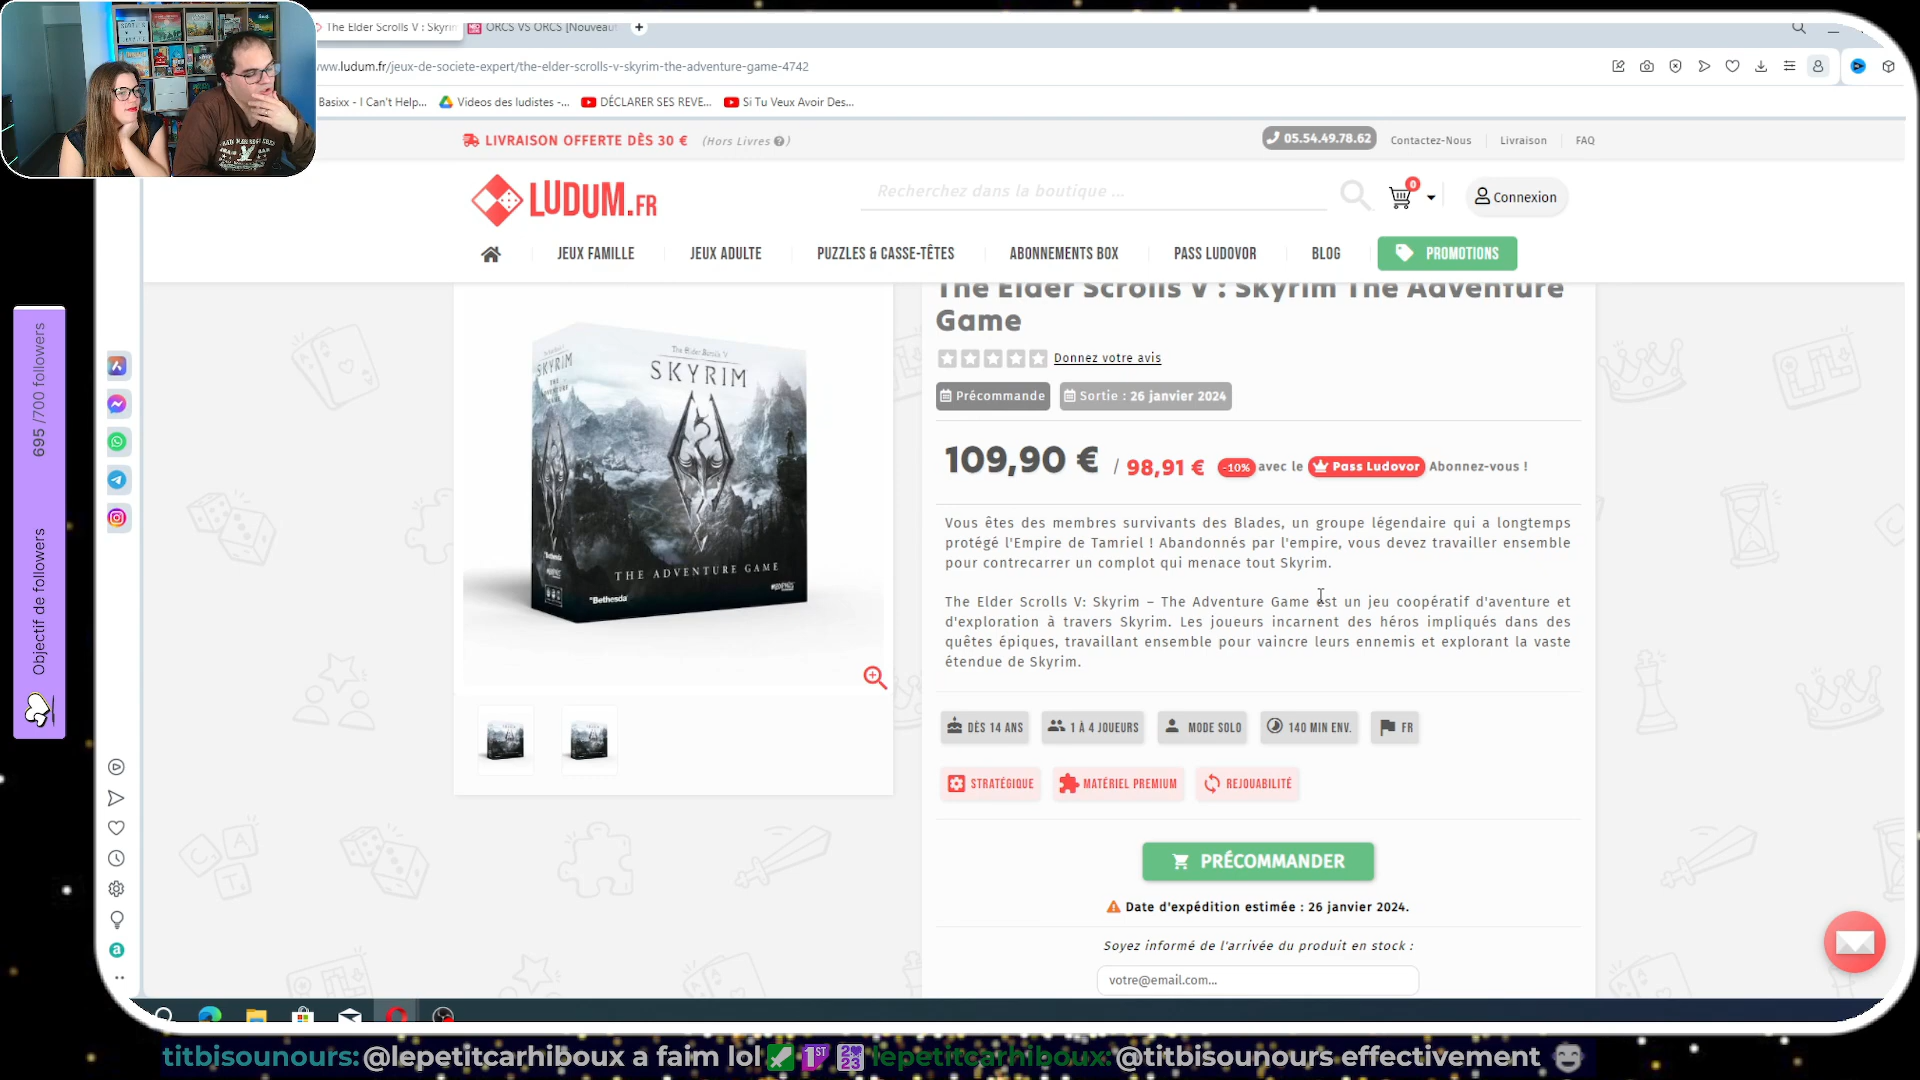 The Elder Scrolls V : Skyrim
ORCS VS ORCS [Nouveau
www.ludum.fr/jeux-de-societe-expert/the-elder-scrolls-v-skyrim-the-adventure-game-4742
Basixx - I Can't Help...
Videos des ludistes -...
DÉCLARER SES REVE...
Si Tu Veux Avoir Des...
LIVRAISON OFFERTE DÈS 30 € (Hors Livres ?)
05.54.49.78.62
Contactez-Nous
Livraison
FAQ
LUDUM.FR
Recherchez dans la boutique ...
0
Connexion
JEUX FAMILLE
JEUX ADULTE
PUZZLES & CASSE-TÊTES
ABONNEMENTS BOX
PASS LUDOVOR
BLOG
PROMOTIONS
The Elder Scrolls V : Skyrim The Adventure
Game
Donnez votre avis
Précommande
Sortie : 26 janvier 2024
109,90 € / 98,91 € -10% avec le Pass Ludovor Abonnez-vous !
Vous êtes des membres survivants des Blades, un groupe légendaire qui a longtemps
protégé l'Empire de Tamriel ! Abandonnés par l'empire, vous devez travailler ensemble
pour contrecarrer un complot qui menace tout Skyrim.
The Elder Scrolls V: Skyrim – The Adventure Game est un jeu coopératif d'aventure et
d'exploration à travers Skyrim. Les joueurs incarnent des héros impliqués dans des
quêtes épiques, travaillant ensemble pour vaincre leurs ennemis et explorant la vaste
étendue de Skyrim.
DÈS 14 ANS
1 À 4 JOUEURS
MODE SOLO
140 MIN ENV.
FR
STRATÉGIQUE
MATÉRIEL PREMIUM
REJOUABILITÉ
PRÉCOMMANDER
Date d'expédition estimée : 26 janvier 2024.
Soyez informé de l'arrivée du produit en stock :
votre@email.com...
The Elder Scrolls V
SKYRIM
THE ADVENTURE GAME
Bethesda
SKYRIM
Bethesda
695 /700 followers
Objectif de followers
titbisounours: @lepetitcarhiboux a faim lol 1ST 2023 lepetitcarhiboux: @titbisounours effectivement